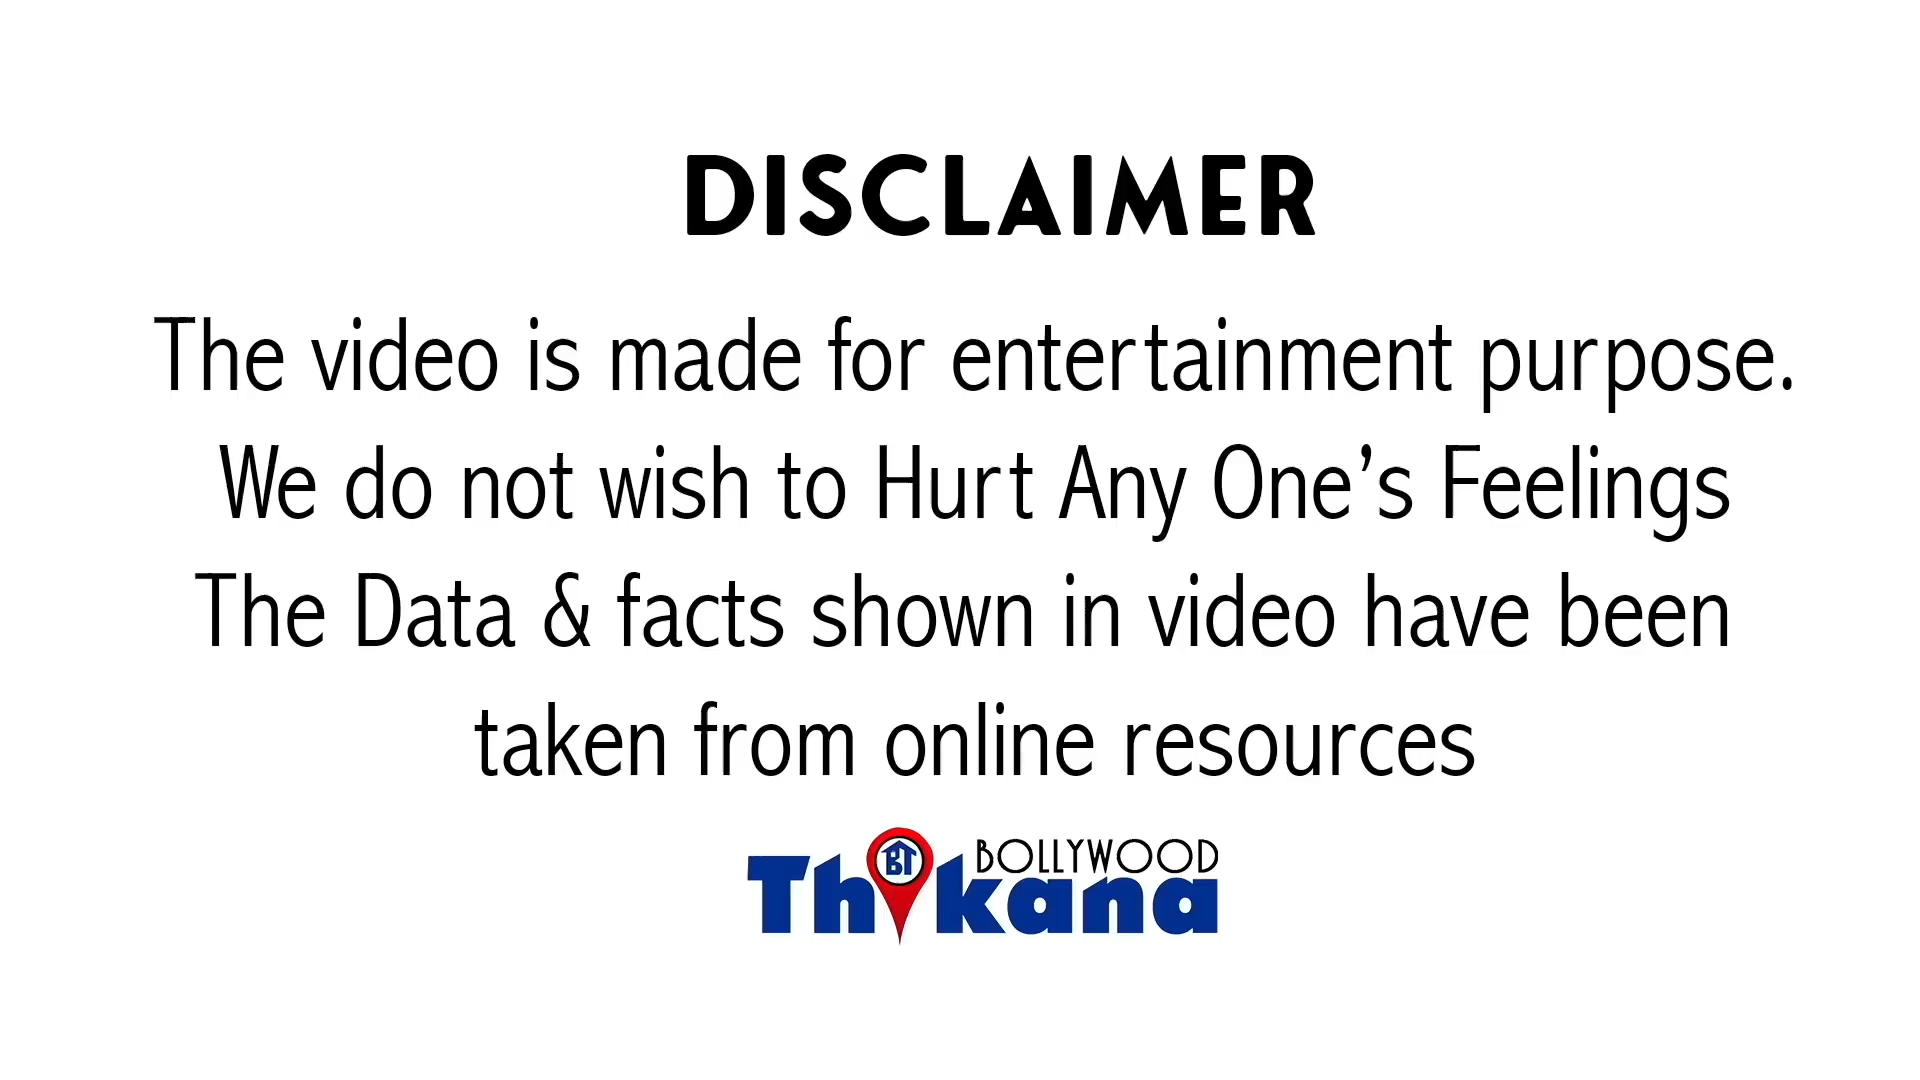 DISCLAIMER
The video is made for entertainment purpose.
We do not wish to Hurt Any One’s Feelings
The Data & facts shown in video have been
taken from online resources
BT
BOLLYWOOD
Thikana